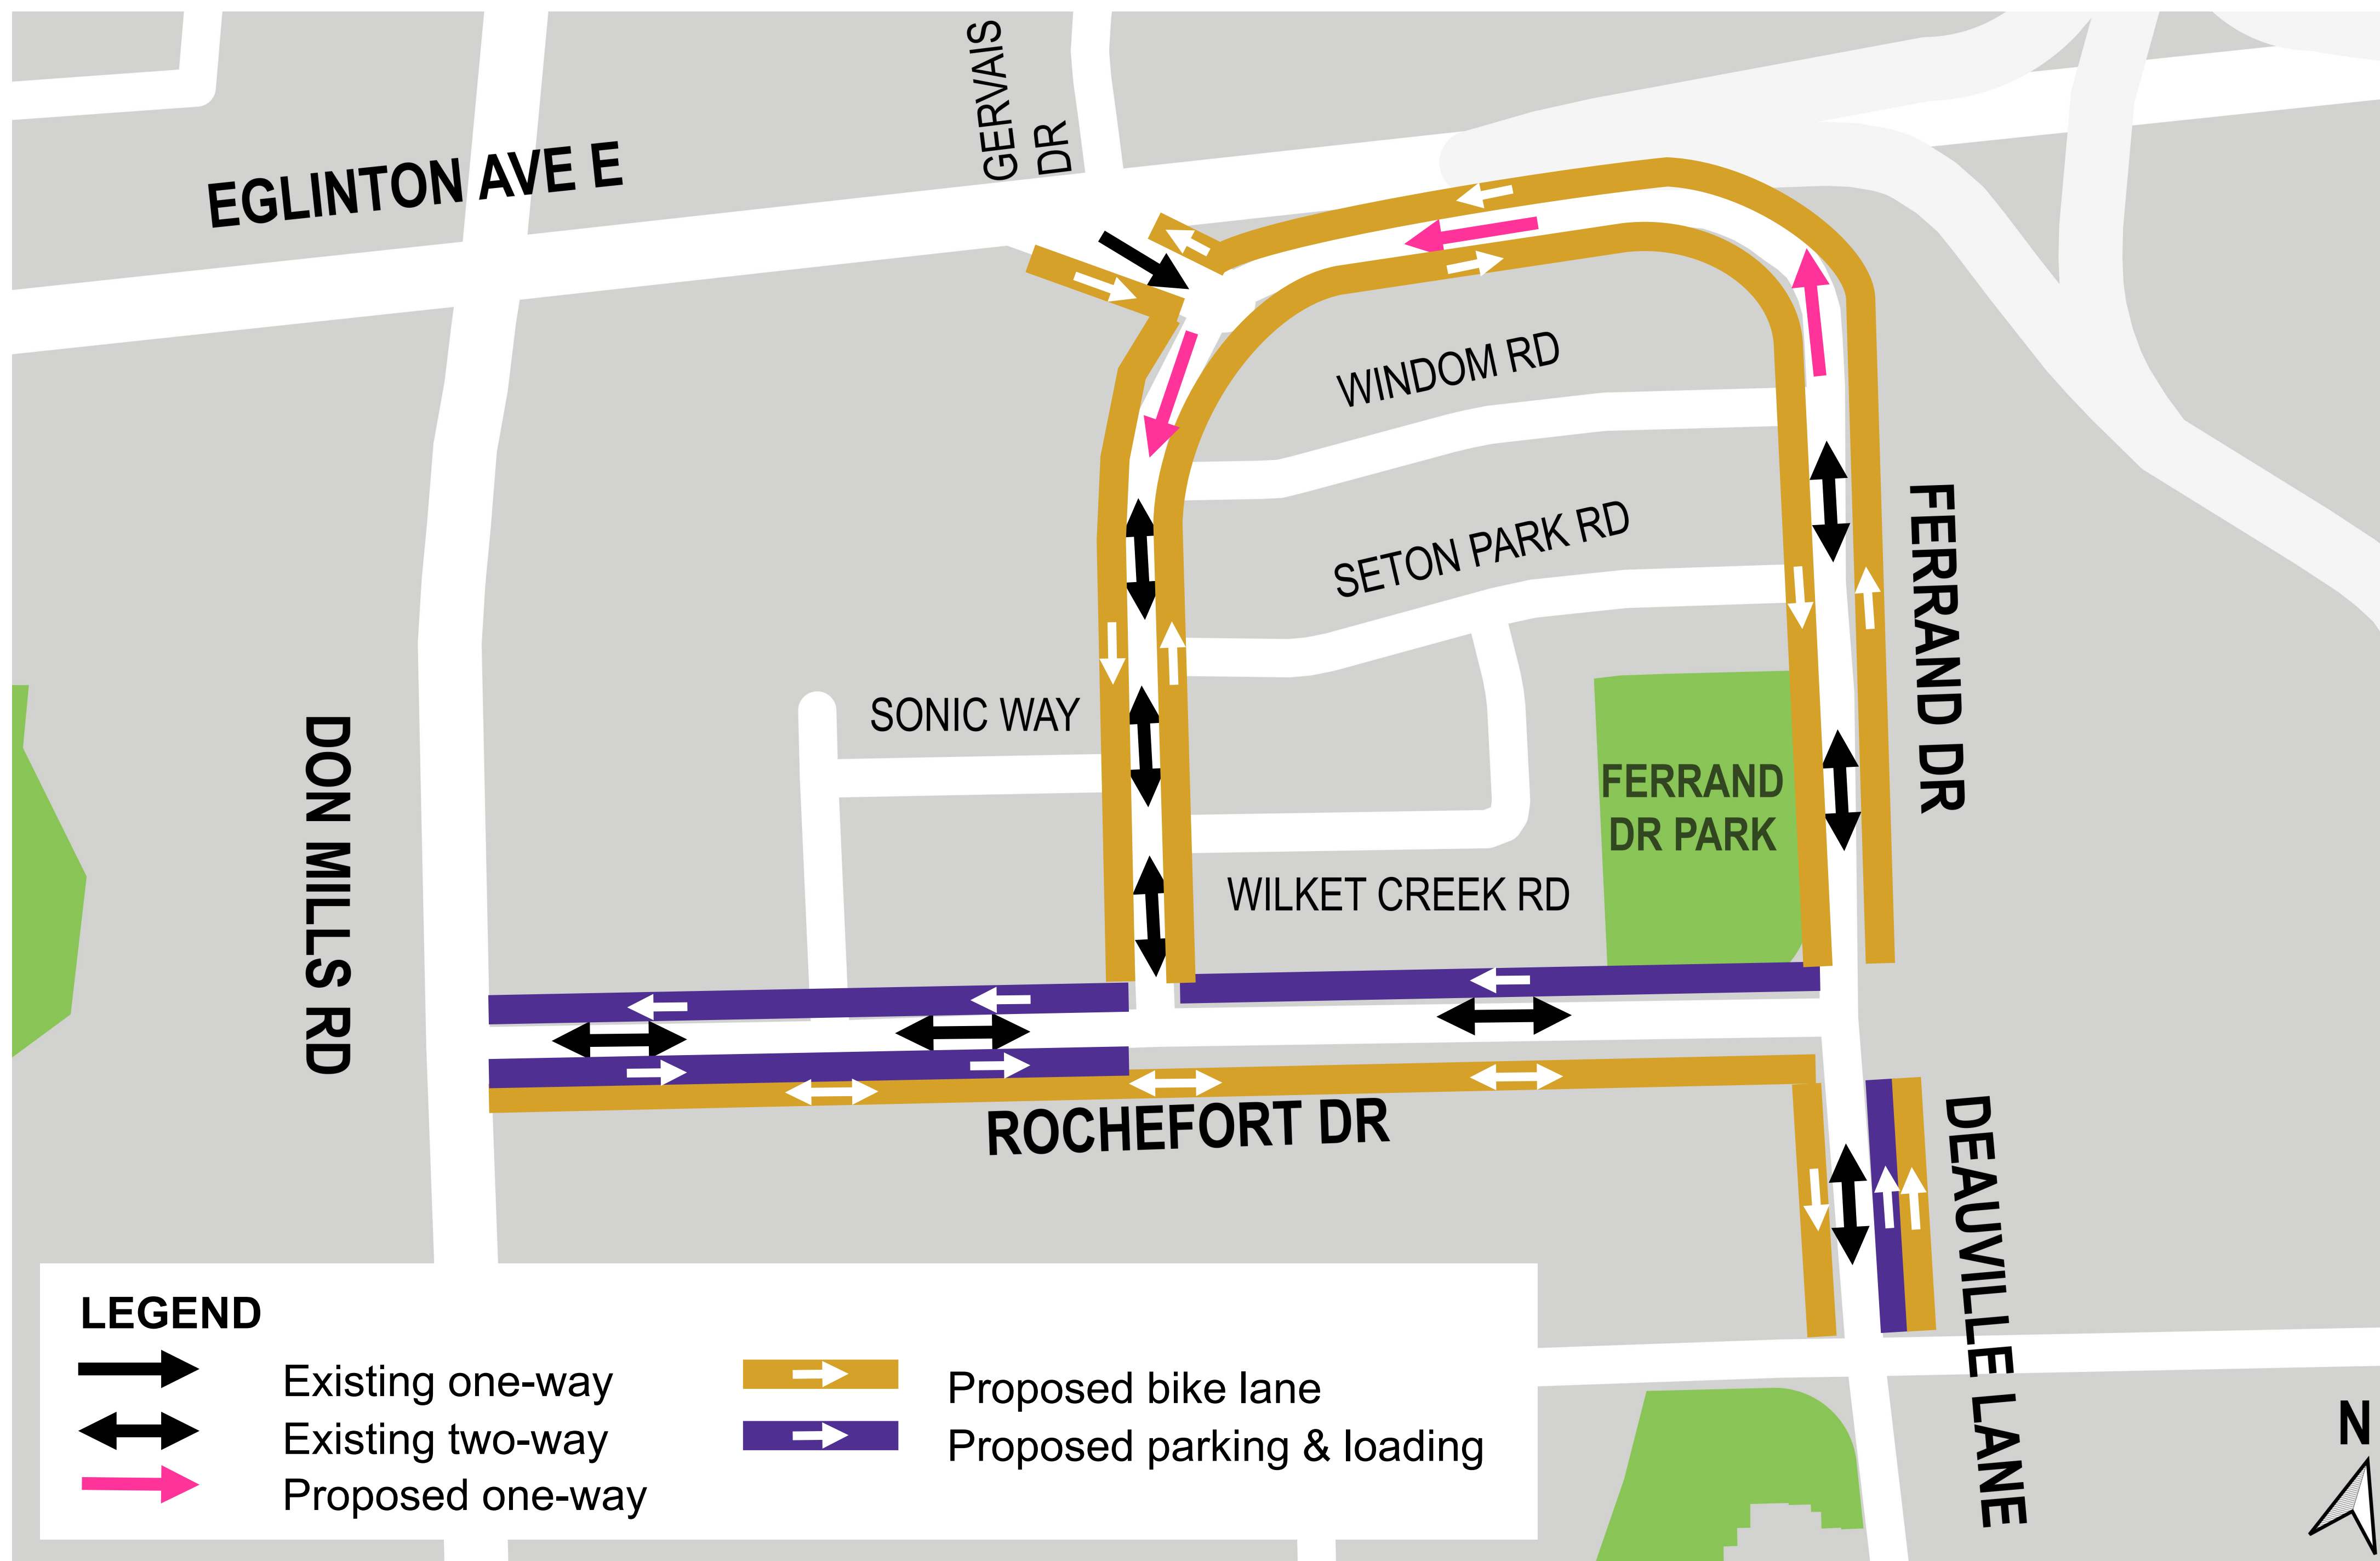 GERVAIS
DR
EGLINTON AVE E
WINDOM RD
SETON PARK RD
FERRAND DR
SONIC WAY
DON MILLS RD
FERRAND
DR PARK
WILKET CREEK RD
ROCHEFORT DR
DEAUVILLE LANE
LEGEND
Existing one-way
Existing two-way
Proposed one-way
Proposed bike lane
Proposed parking & loading
N